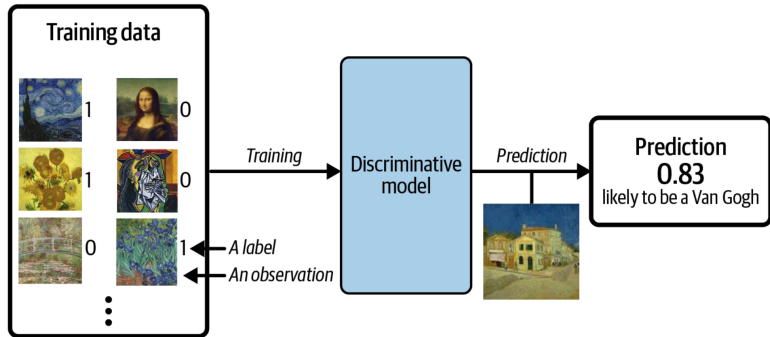 Training data
1
0
1
0
0
1
A label
An observation
Training
Discriminative
model
Prediction
Prediction
0.83
likely to be a Van Gogh